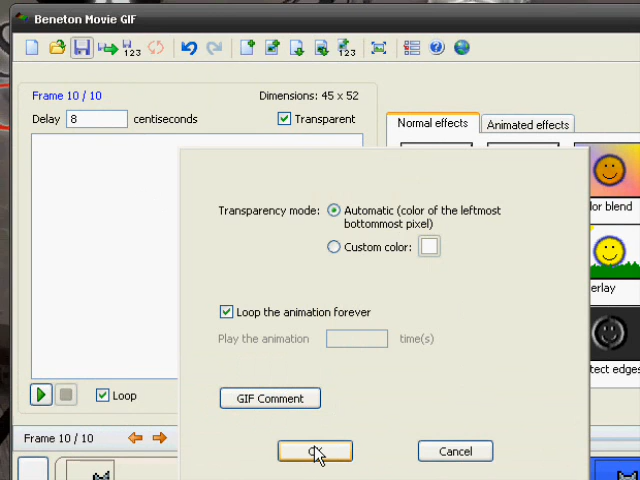 Beneton Movie GIF
123
123
Frame 10 / 10
Dimensions: 45 x 52
Delay
8
centiseconds
Transparent
Normal effects
Animated effects
lor blend
erlay
tect edges
Transparency mode:
Automatic (color of the leftmost
bottommost pixel)
Custom color:
Loop the animation forever
Play the animation
time(s)
GIF Comment
Loop
Frame 10 / 10
Cancel